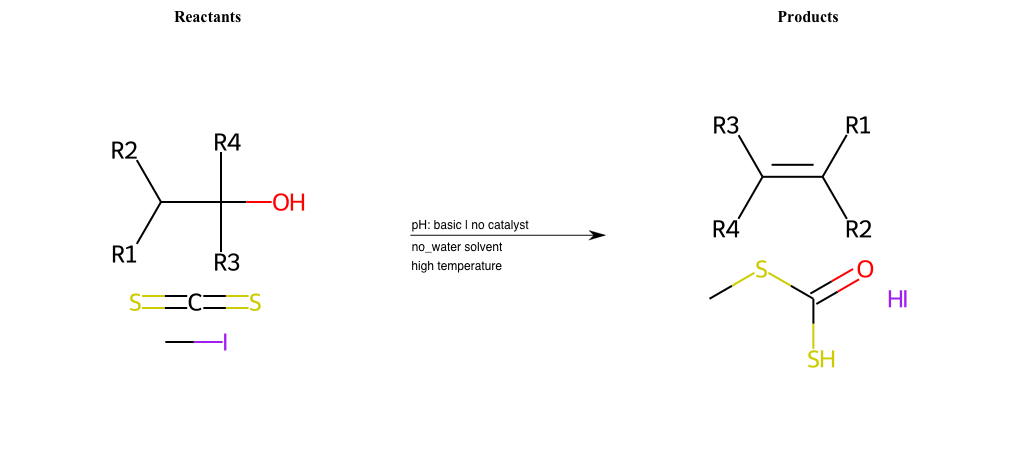 Reactants
Products
R2
R4
OH
R1
R3
S C S
I
pH: basic | no catalyst
no_water solvent
high temperature
R3
R1
R4
R2
S
O
HI
SH